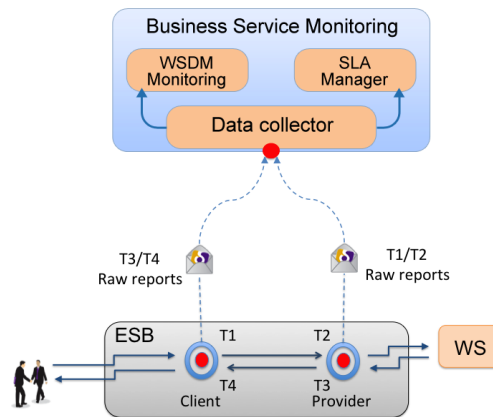 Business Service Monitoring
WSDM
Monitoring
SLA
Manager
Data collector
T3/T4
Raw reports
T1/T2
Raw reports
ESB
T1
T2
WS
T4
T3
Client
Provider